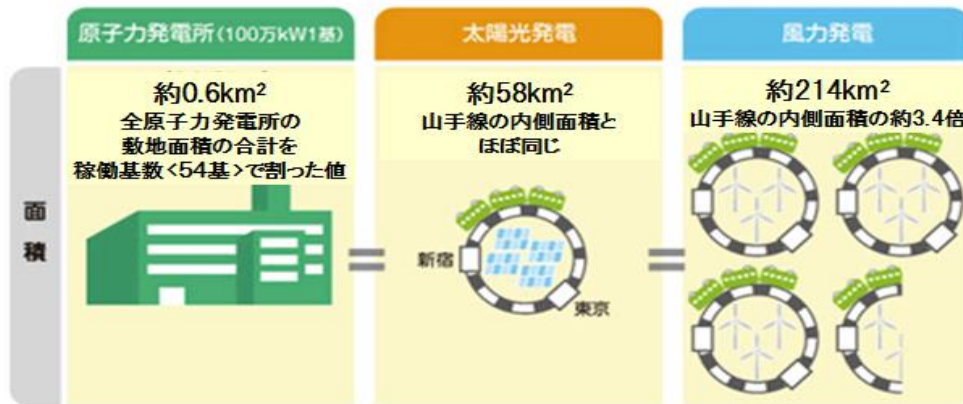 原子力発電所(100万kW1基)
太陽光発電
風力発電
面積
約0.6km²
全原子力発電所の
敷地面積の合計を
稼働基数<54基>で割った値
=
約58km²
山手線の内側面積と
ほぼ同じ
新宿
東京
=
約214km²
山手線の内側面積の約3.4倍